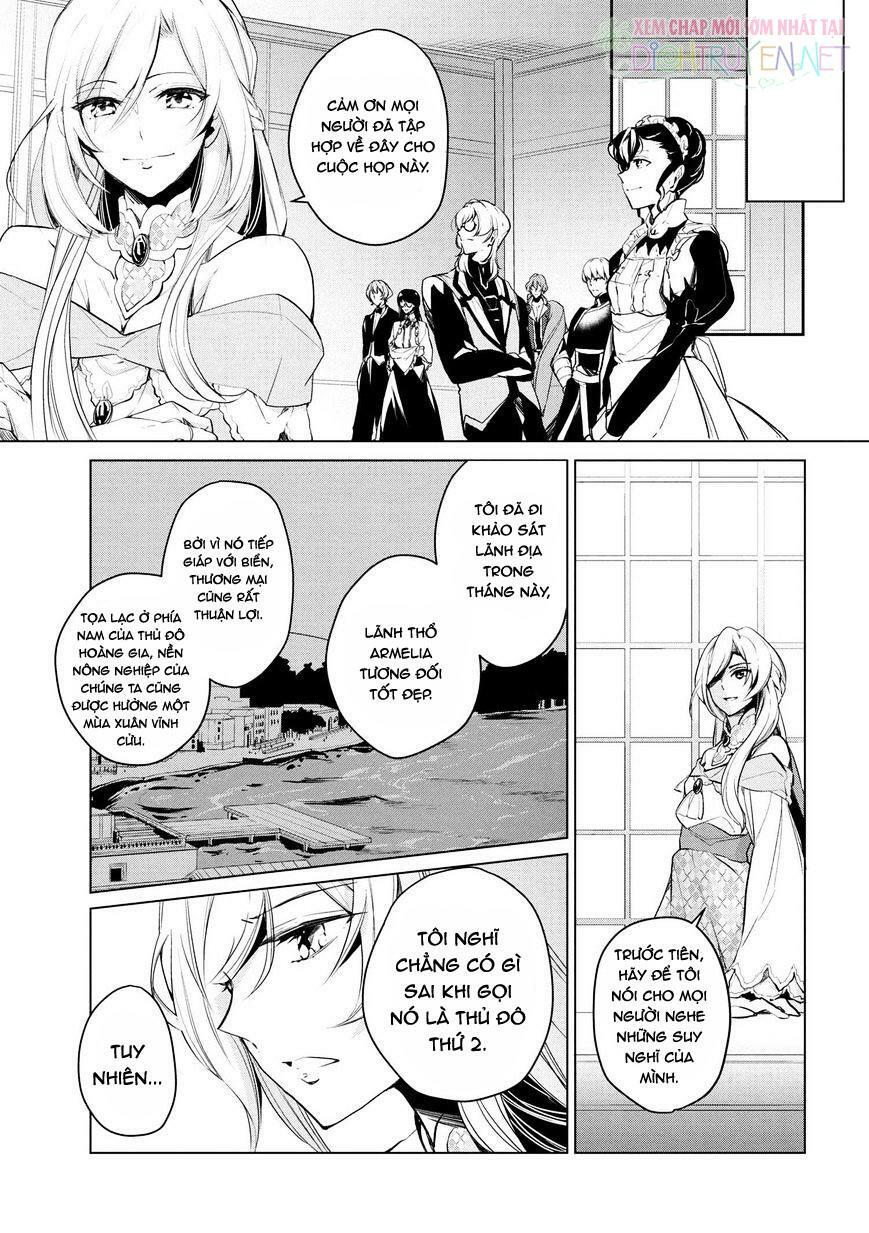 XEM CHAP MỚI SỚM NHẤT TẠI
DICHTRUYEN.NET
CẢM ƠN MỌI
NGƯỜI ĐÃ TẬP
HỢP VỀ ĐÂY CHO
CUỘC HỌP NÀY.
TRƯỚC TIÊN,
HÃY ĐỂ TÔI
NÓI CHO MỌI
NGƯỜI NGHE
NHỮNG SUY
NGHĨ CỦA
MÌNH.
TÔI ĐÃ ĐI
KHẢO SÁT
LÃNH ĐỊA
TRONG
THÁNG NÀY,
LÃNH THỔ
ARMELIA
TƯƠNG ĐỐI
TỐT ĐẸP.
BỞI VÌ NÓ TIẾP
GIÁP VỚI BIỂN,
THƯƠNG MẠI
CŨNG RẤT
THUẬN LỢI.
TỌA LẠC Ở PHÍA
NAM CỦA THỦ ĐÔ
HOÀNG GIA, NỀN
NÔNG NGHIỆP CỦA
CHÚNG TA CŨNG
ĐƯỢC HƯỞNG MỘT
MÙA XUÂN VĨNH
CỬU.
TÔI NGHĨ
CHẲNG CÓ GÌ
SAI KHI GỌI
NÓ LÀ THỦ ĐÔ
THỨ 2.
TUY
NHIÊN...